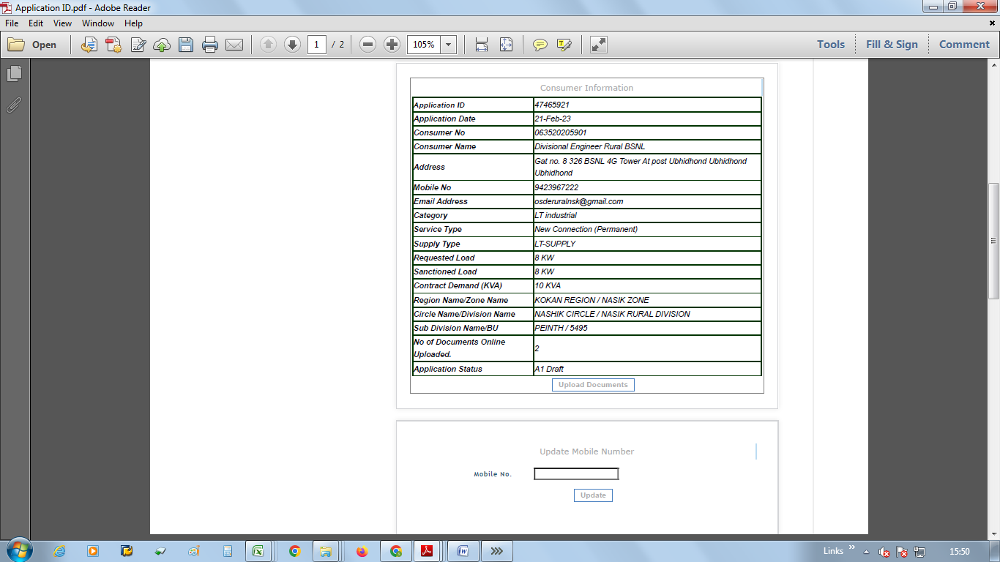 Application ID.pdf - Adobe Reader
File Edit View Window Help
Open 1 / 2 105% Tools Fill & Sign Comment
Consumer Information
Application ID 47465921
Application Date 21-Feb-23
Consumer No 063520205901
Consumer Name Divisional Engineer Rural BSNL
Address Gat no. 8 326 BSNL 4G Tower At post Ubhidhond Ubhidhond
Ubhidhond
Mobile No 9423967222
Email Address osderuralnsk@gmail.com
Category LT industrial
Service Type New Connection (Permanent)
Supply Type LT-SUPPLY
Requested Load 8 KW
Sanctioned Load 8 KW
Contract Demand (KVA) 10 KVA
Region Name/Zone Name KOKAN REGION / NASIK ZONE
Circle Name/Division Name NASHIK CIRCLE / NASIK RURAL DIVISION
Sub Division Name/BU PEINTH / 5495
No of Documents Online
Uploaded. 2
Application Status A1 Draft
Upload Documents
Update Mobile Number
Mobile No.
Update
Links 15:50